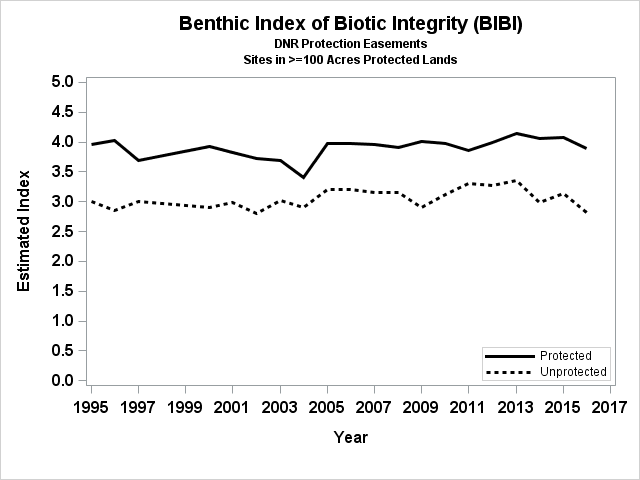 Benthic Index of Biotic Integrity (BIBI)
DNR Protection Easements
Sites in >=100 Acres Protected Lands
Estimated Index
5.0
4.5
4.0
3.5
3.0
2.5
2.0
1.5
1.0
0.5
0.0
Protected
Unprotected
1995 1997 1999 2001 2003 2005 2007 2009 2011 2013 2015 2017
Year